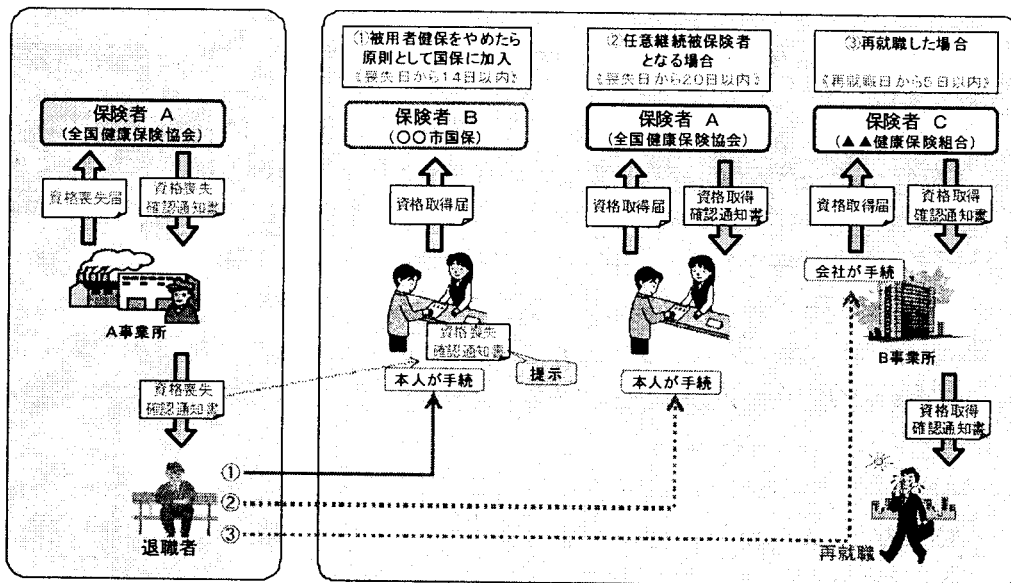 保険者 A
(全国健康保険協会)
資格喪失届
資格喪失
確認通知書
A事業所
資格喪失
確認通知書
退職者
①
②
③
①被用者健保をやめたら
原則として国保に加入
《喪失日から14日以内》
保険者 B
(〇〇市国保)
資格取得届
資格喪失
確認通知書
提示
本人が手続
②任意継続被保険者
となる場合
《喪失日から20日以内》
保険者 A
(全国健康保険協会)
資格取得届
資格取得
確認通知書
本人が手続
③再就職した場合
《再就職日から5日以内》
保険者 C
(▲▲健康保険組合)
資格取得届
資格取得
確認通知書
会社が手続
B事業所
資格取得
確認通知書
再就職